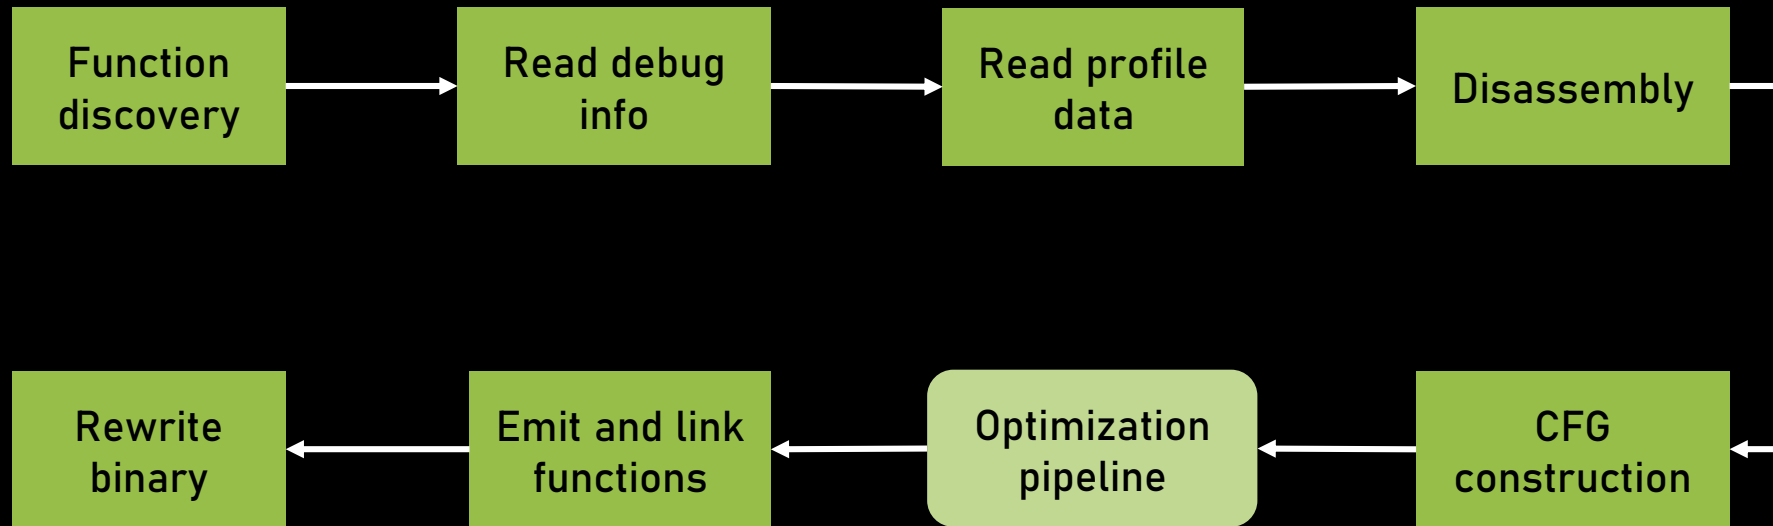 Function
discovery
Read debug
info
Read profile
data
Disassembly
Rewrite
binary
Emit and link
functions
Optimization
pipeline
CFG
construction